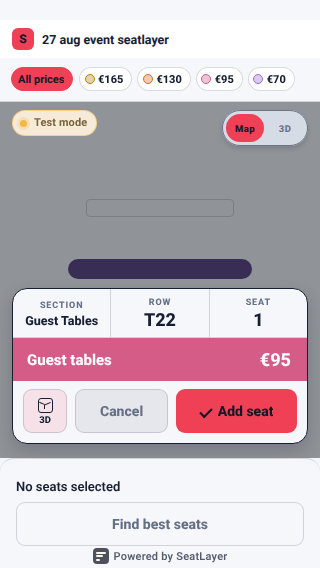 S 27 aug event seatlayer
All prices €165 €130 €95 €70
Test mode
Map 3D
SECTION ROW SEAT
Guest Tables T22 1
Guest tables €95
3D Cancel Add seat
No seats selected
Find best seats
Powered by SeatLayer